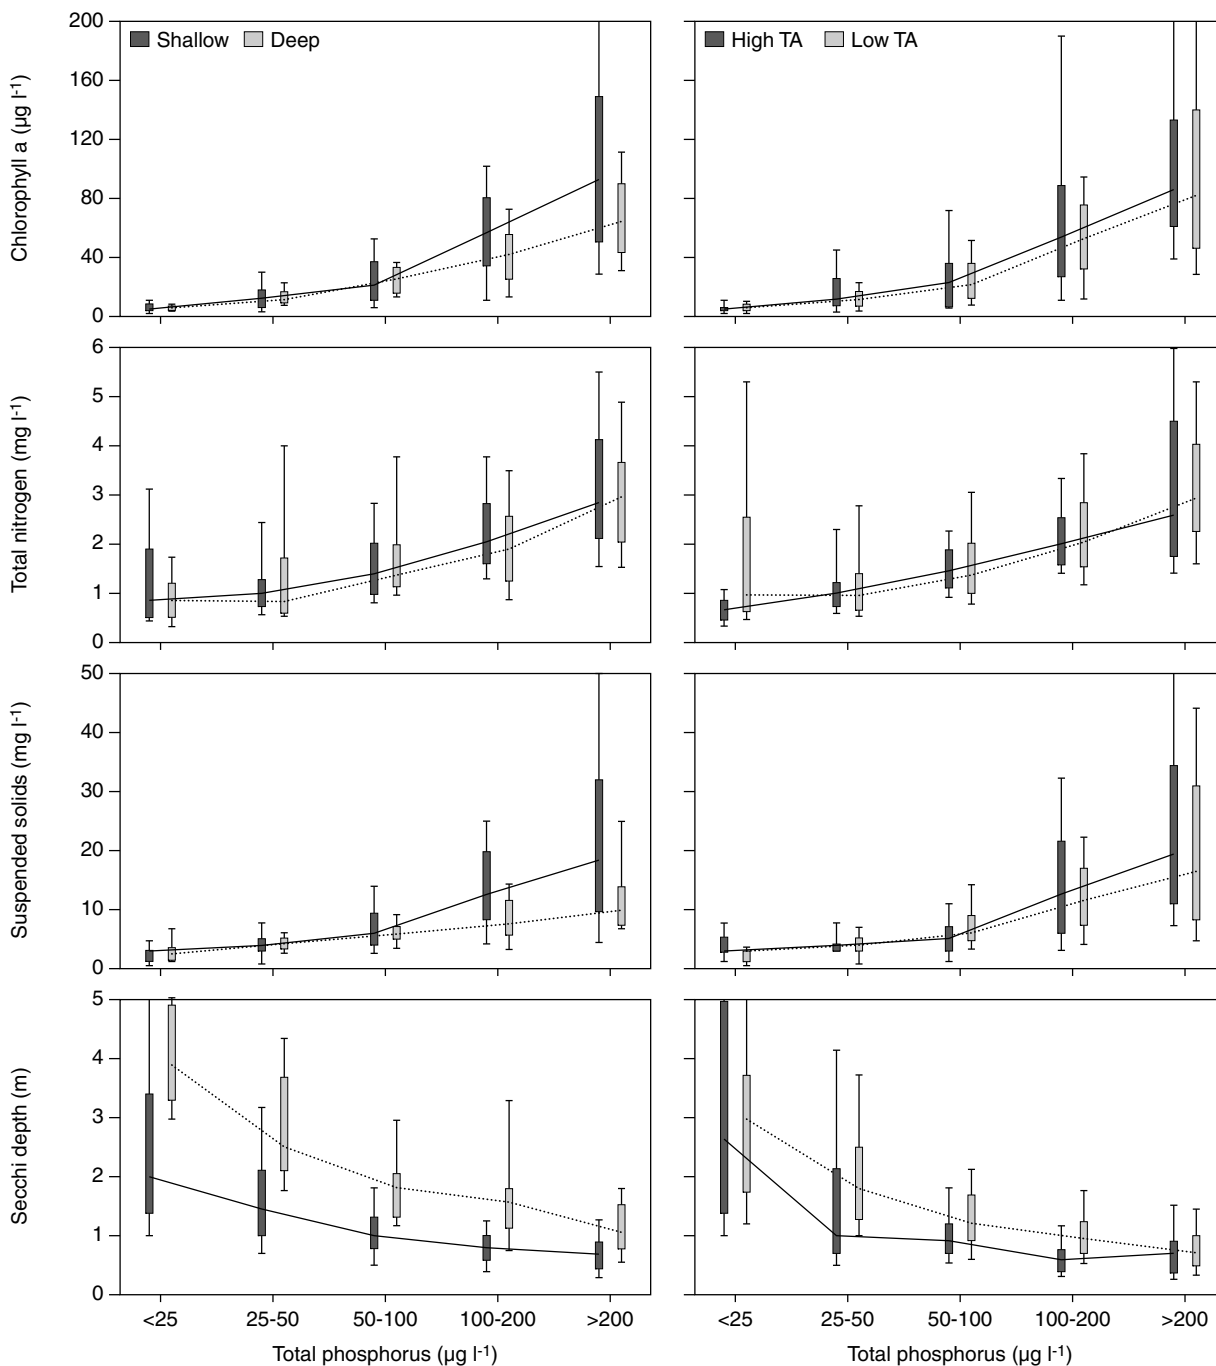 Shallow Deep
High TA Low TA
Chlorophyll a (µg l-1)
200
160
120
80
40
0
Total nitrogen (mg l-1)
6
5
4
3
2
1
0
Suspended solids (mg l-1)
50
40
30
20
10
0
Secchi depth (m)
5
4
3
2
1
0
<25 25-50 50-100 100-200 >200
<25 25-50 50-100 100-200 >200
Total phosphorus (µg l-1)
Total phosphorus (µg l-1)